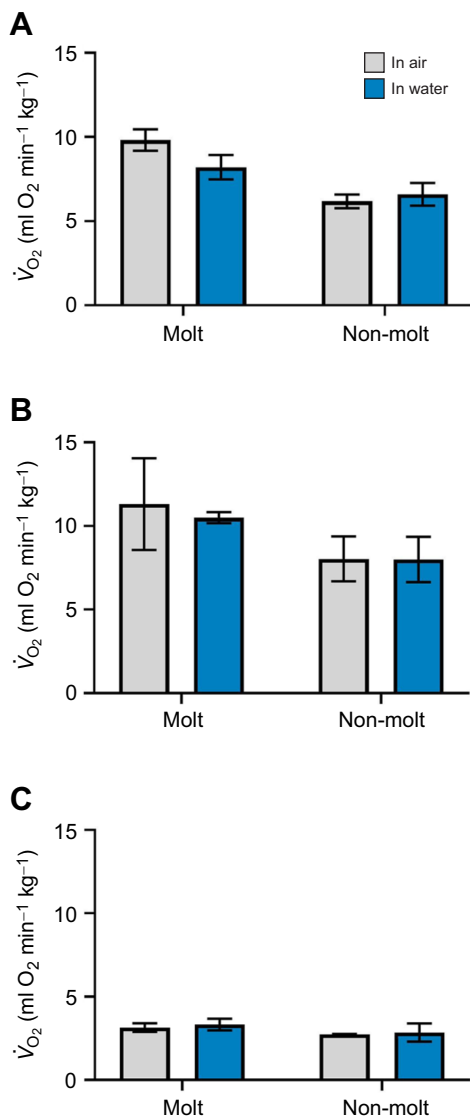 A
In air
In water
15
10
5
0
V̇O₂ (ml O₂ min⁻¹ kg⁻¹)
Molt Non-molt
B
15
10
5
0
V̇O₂ (ml O₂ min⁻¹ kg⁻¹)
Molt Non-molt
C
15
10
5
0
V̇O₂ (ml O₂ min⁻¹ kg⁻¹)
Molt Non-molt